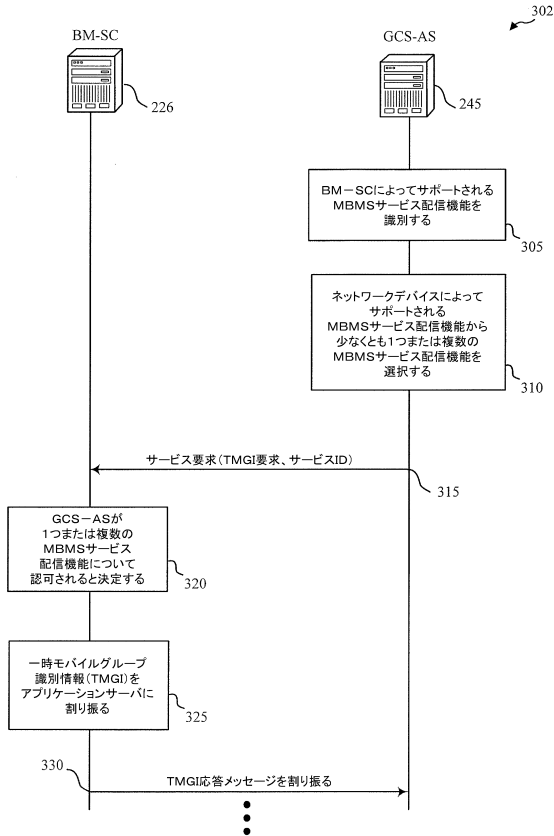 302
BM-SC
GCS-AS
226
245
BM－SCによってサポートされる
MBMSサービス配信機能を
識別する
305
ネットワークデバイスによって
サポートされる
MBMSサービス配信機能から
少なくとも1つまたは複数の
MBMSサービス配信機能を
選択する
310
サービス要求（TMGI要求、サービスID）
315
GCS－ASが
1つまたは複数の
MBMSサービス
配信機能について
認可されると決定する
320
一時モバイルグループ
識別情報（TMGI）を
アプリケーションサーバに
割り振る
325
330
TMGI応答メッセージを割り振る